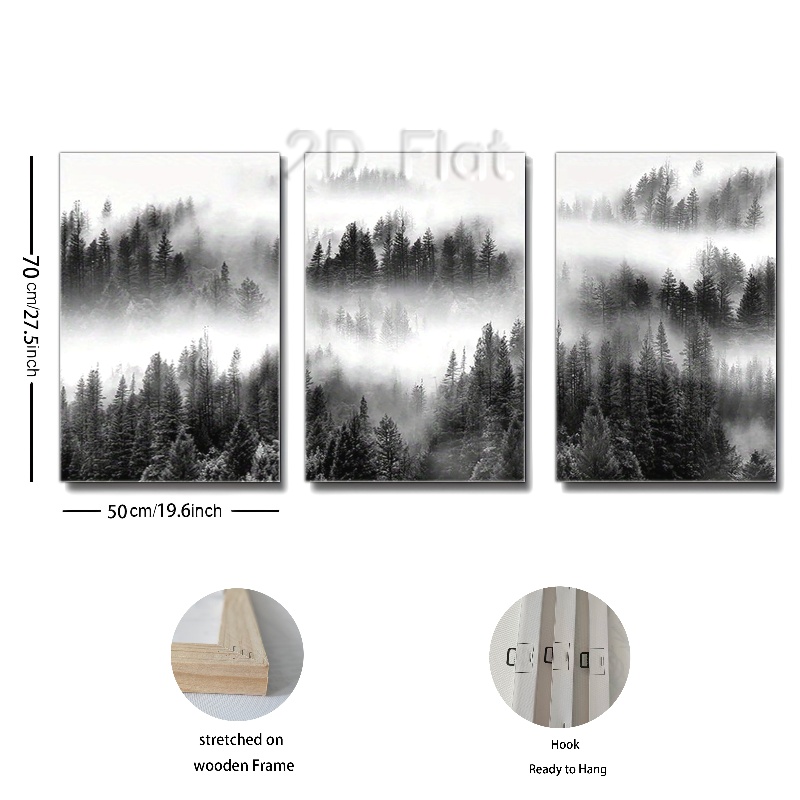 2D Flat
70 cm/27.5inch
50cm/19.6inch
stretched on
wooden Frame
Hook
Ready to Hang